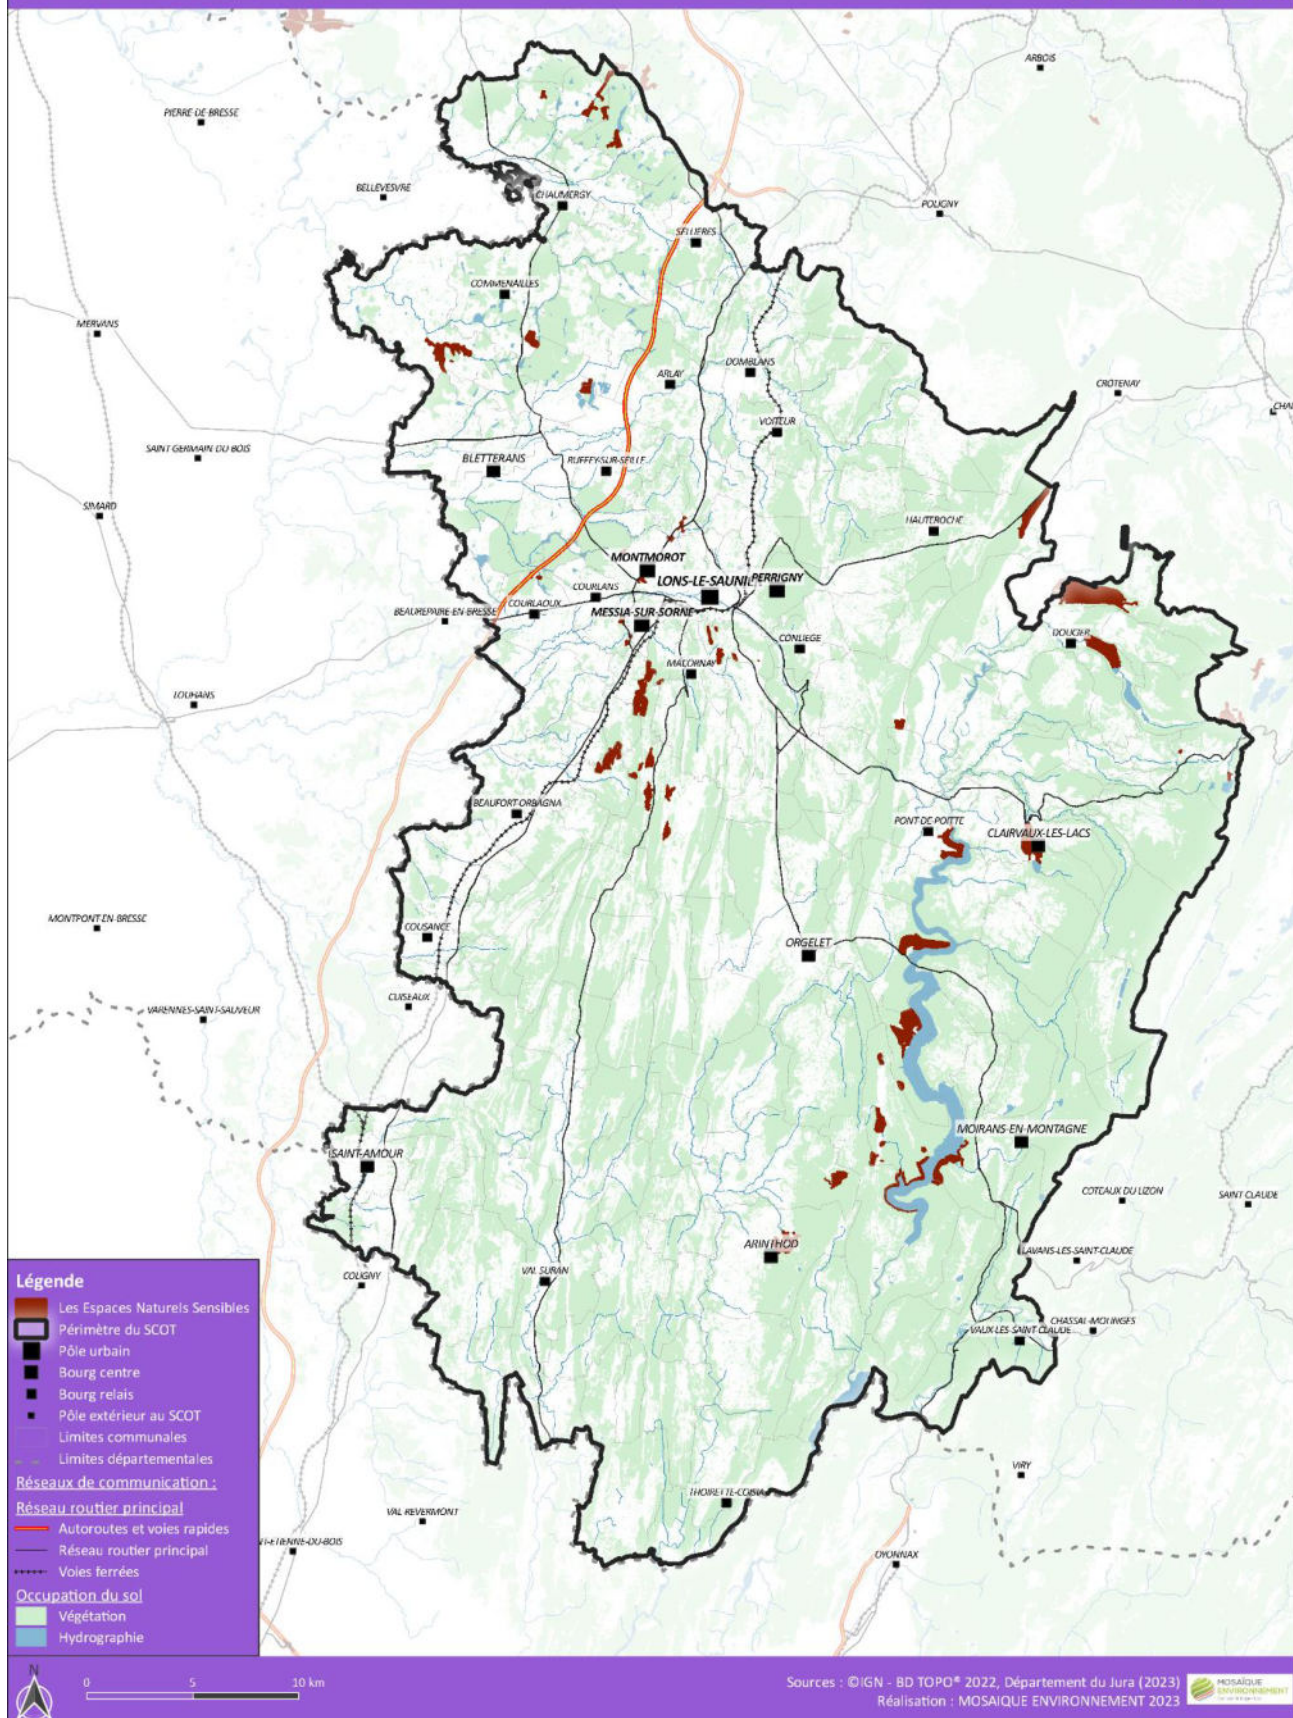 ARBOIS
PIERRE-DE-BRESSE
BELLEVESVRE
CHAUMERGY
POLIGNY
SELLIERES
COMMENAILLES
MERVANS
DOMBLANS
ARLAY
CROTENAY
CHA
VOITEUR
SAINT GERMAIN DU BOIS
BLETTERANS
RUFFEY-SUR-SEILLE
SIMARD
HAUTEROCHE
MONTMOROT
LONS-LE-SAUNI
PERRIGNY
COURLANS
COURLAOUX
BEAUREPAIRE-EN-BRESSE
MESSIA-SUR-SORNE
DOUCIER
CONLIEGE
MACORNAY
LOUHANS
BEAUFORT-ORBAGNA
PONT DE POITTE
CLAIRVAUX-LES-LACS
MONTPONT-EN-BRESSE
COUSANCE
ORGELET
CUISEAUX
VARENNES-SAINT-SAUVEUR
MOIRANS-EN-MONTAGNE
SAINT-AMOUR
COTEAUX DU LIZON
SAINT CLAUDE
ARINTHOD
LAVANS-LES-SAINT-CLAUDE
VAL SURAN
COLIGNY
CHASSAL-MOLINGES
VAUX-LES-SAINT-CLAUDE
VIRY
THOIRETTE-COISIA
VAL REVERMONT
NT-ETIENNE-DU-BOIS
OYONNAX
Légende
Les Espaces Naturels Sensibles
Périmètre du SCOT
Pôle urbain
Bourg centre
Bourg relais
Pôle extérieur au SCOT
Limites communales
Limites départementales
Réseaux de communication :
Réseau routier principal
Autoroutes et voies rapides
Réseau routier principal
Voies ferrées
Occupation du sol
Végétation
Hydrographie
N
0 5 10 km
Sources : ©IGN - BD TOPO® 2022, Département du Jura (2023)
Réalisation : MOSAIQUE ENVIRONNEMENT 2023
MOSAÏQUE
ENVIRONNEMENT